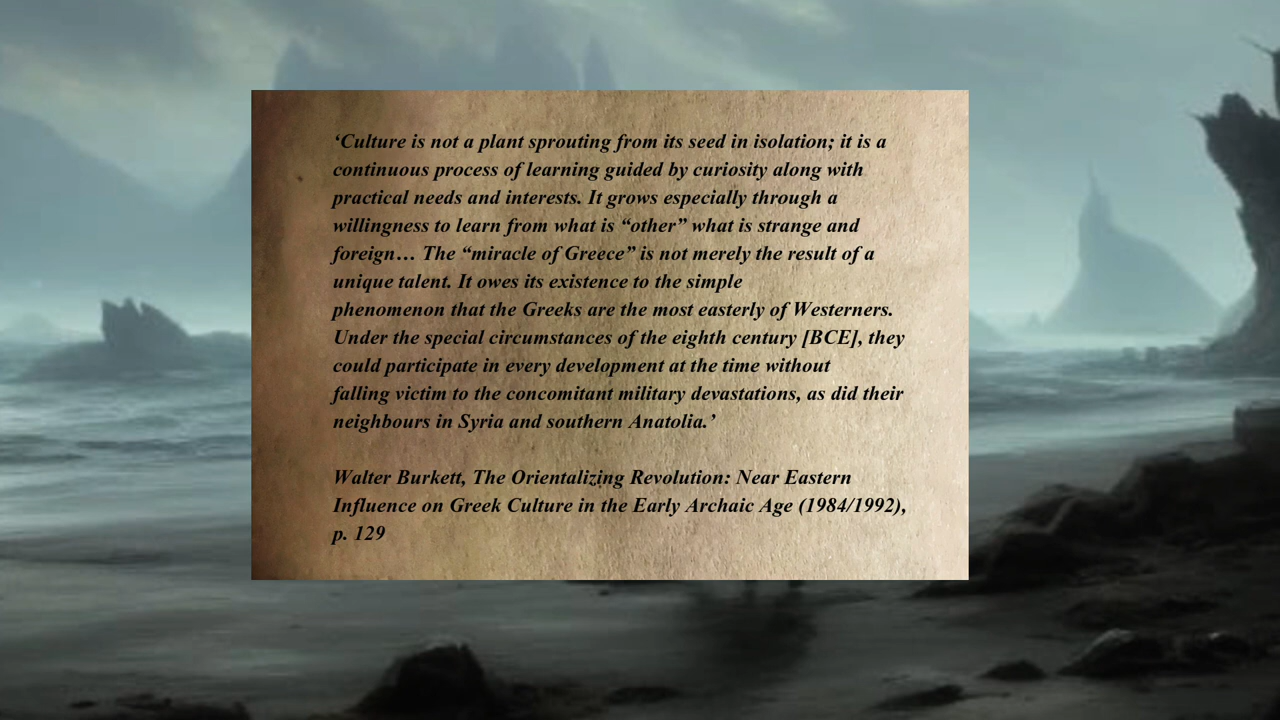 ‘Culture is not a plant sprouting from its seed in isolation; it is a
continuous process of learning guided by curiosity along with
practical needs and interests. It grows especially through a
willingness to learn from what is “other” what is strange and
foreign… The “miracle of Greece” is not merely the result of a
unique talent. It owes its existence to the simple
phenomenon that the Greeks are the most easterly of Westerners.
Under the special circumstances of the eighth century [BCE], they
could participate in every development at the time without
falling victim to the concomitant military devastations, as did their
neighbours in Syria and southern Anatolia.’
Walter Burkett, The Orientalizing Revolution: Near Eastern
Influence on Greek Culture in the Early Archaic Age (1984/1992),
p. 129